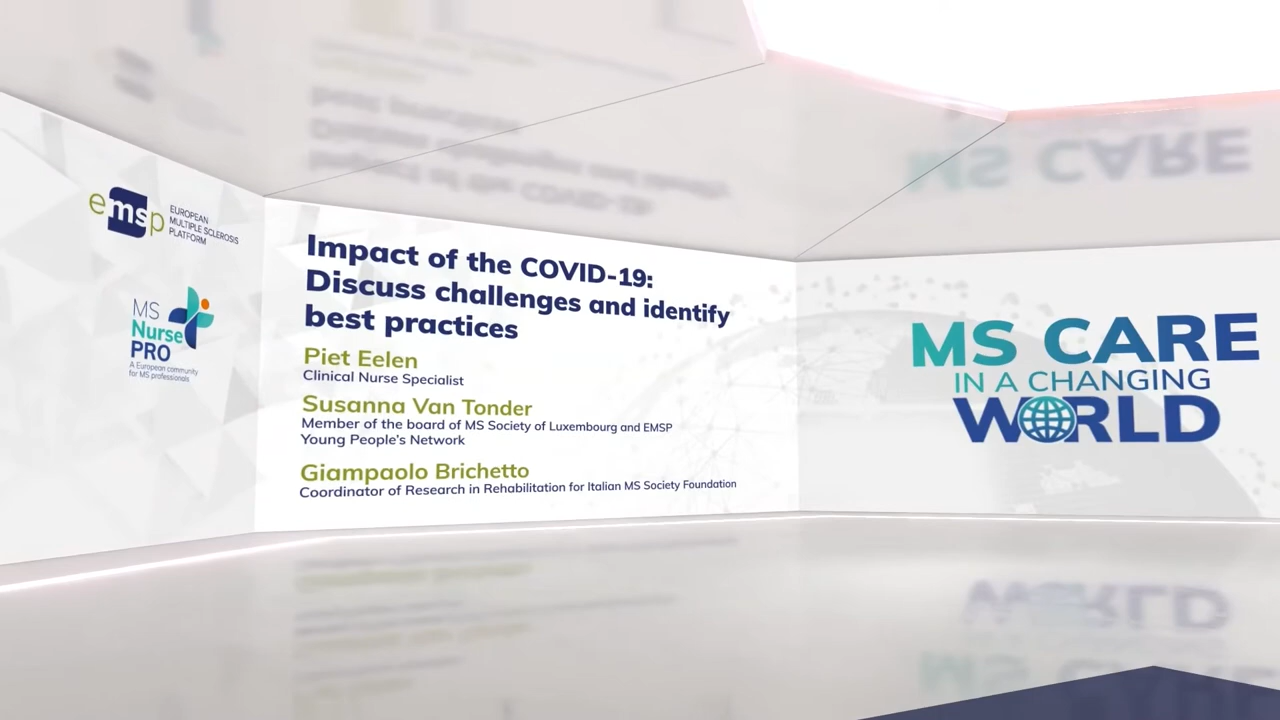 emsp
EUROPEAN
MULTIPLE SCLEROSIS
PLATFORM
MS
Nurse
PRO
A European community
for MS professionals
Impact of the COVID-19:
Discuss challenges and identify
best practices
Piet Eelen
Clinical Nurse Specialist
Susanna Van Tonder
Member of the board of MS Society of Luxembourg and EMSP
Young People's Network
Giampaolo Brichetto
Coordinator of Research in Rehabilitation for Italian MS Society Foundation
MS CARE
IN A CHANGING
WORLD